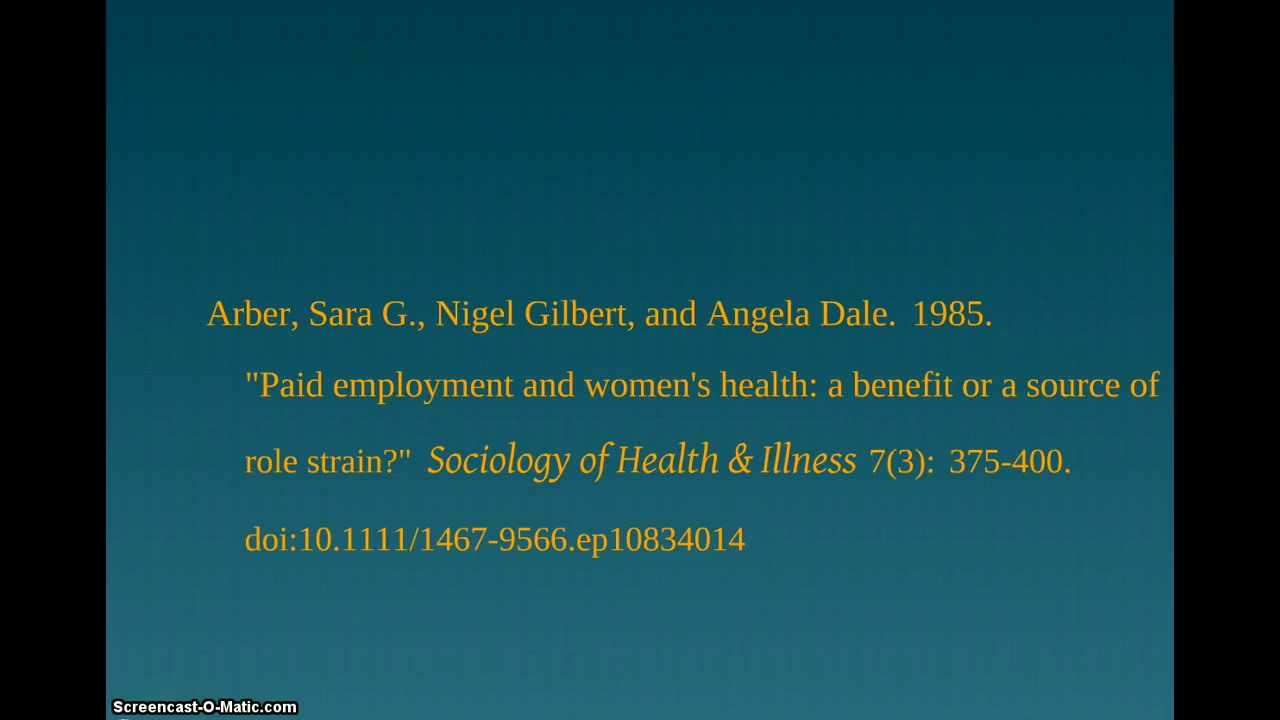 Arber, Sara G., Nigel Gilbert, and Angela Dale. 1985.
"Paid employment and women's health: a benefit or a source of
role strain?" Sociology of Health & Illness 7(3): 375-400.
doi:10.1111/1467-9566.ep10834014
Screencast-O-Matic.com